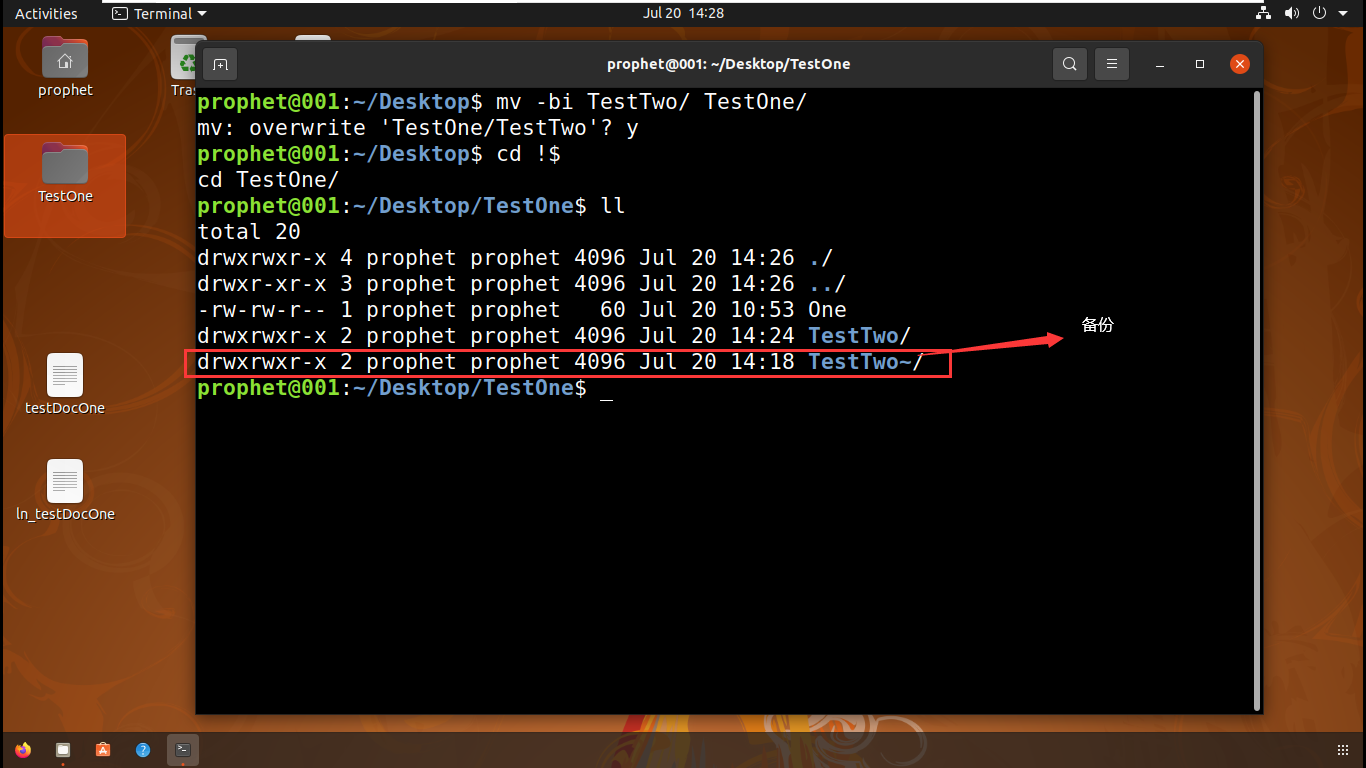 Activities
Terminal
Jul 20 14:28
prophet
TestOne
testDocOne
ln_testDocOne
prophet@001: ~/Desktop/TestOne
prophet@001:~/Desktop$ mv -bi TestTwo/ TestOne/
mv: overwrite 'TestOne/TestTwo'? y
prophet@001:~/Desktop$ cd !$
cd TestOne/
prophet@001:~/Desktop/TestOne$ ll
total 20
drwxrwxr-x 4 prophet prophet 4096 Jul 20 14:26 ./
drwxr-xr-x 3 prophet prophet 4096 Jul 20 14:26 ../
-rw-rw-r-- 1 prophet prophet   60 Jul 20 10:53 One
drwxrwxr-x 2 prophet prophet 4096 Jul 20 14:24 TestTwo/
drwxrwxr-x 2 prophet prophet 4096 Jul 20 14:18 TestTwo~/
prophet@001:~/Desktop/TestOne$ _
备份